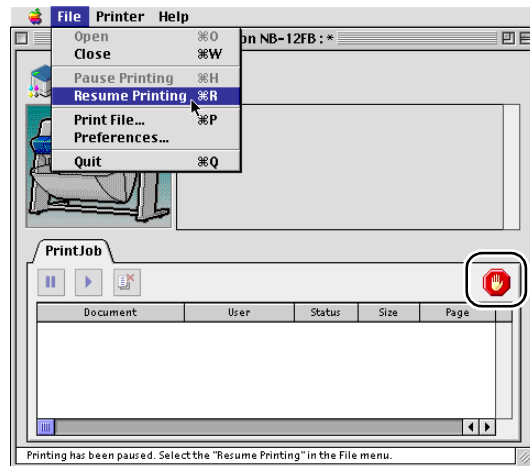 File Printer Help
Open ⌘O
on NB-12FB : *
Close ⌘W
Pause Printing ⌘H
Resume Printing ⌘R
Print File... ⌘P
Preferences...
Quit ⌘Q
PrintJob
Document User Status Size Page
Printing has been paused. Select the "Resume Printing" in the File menu.